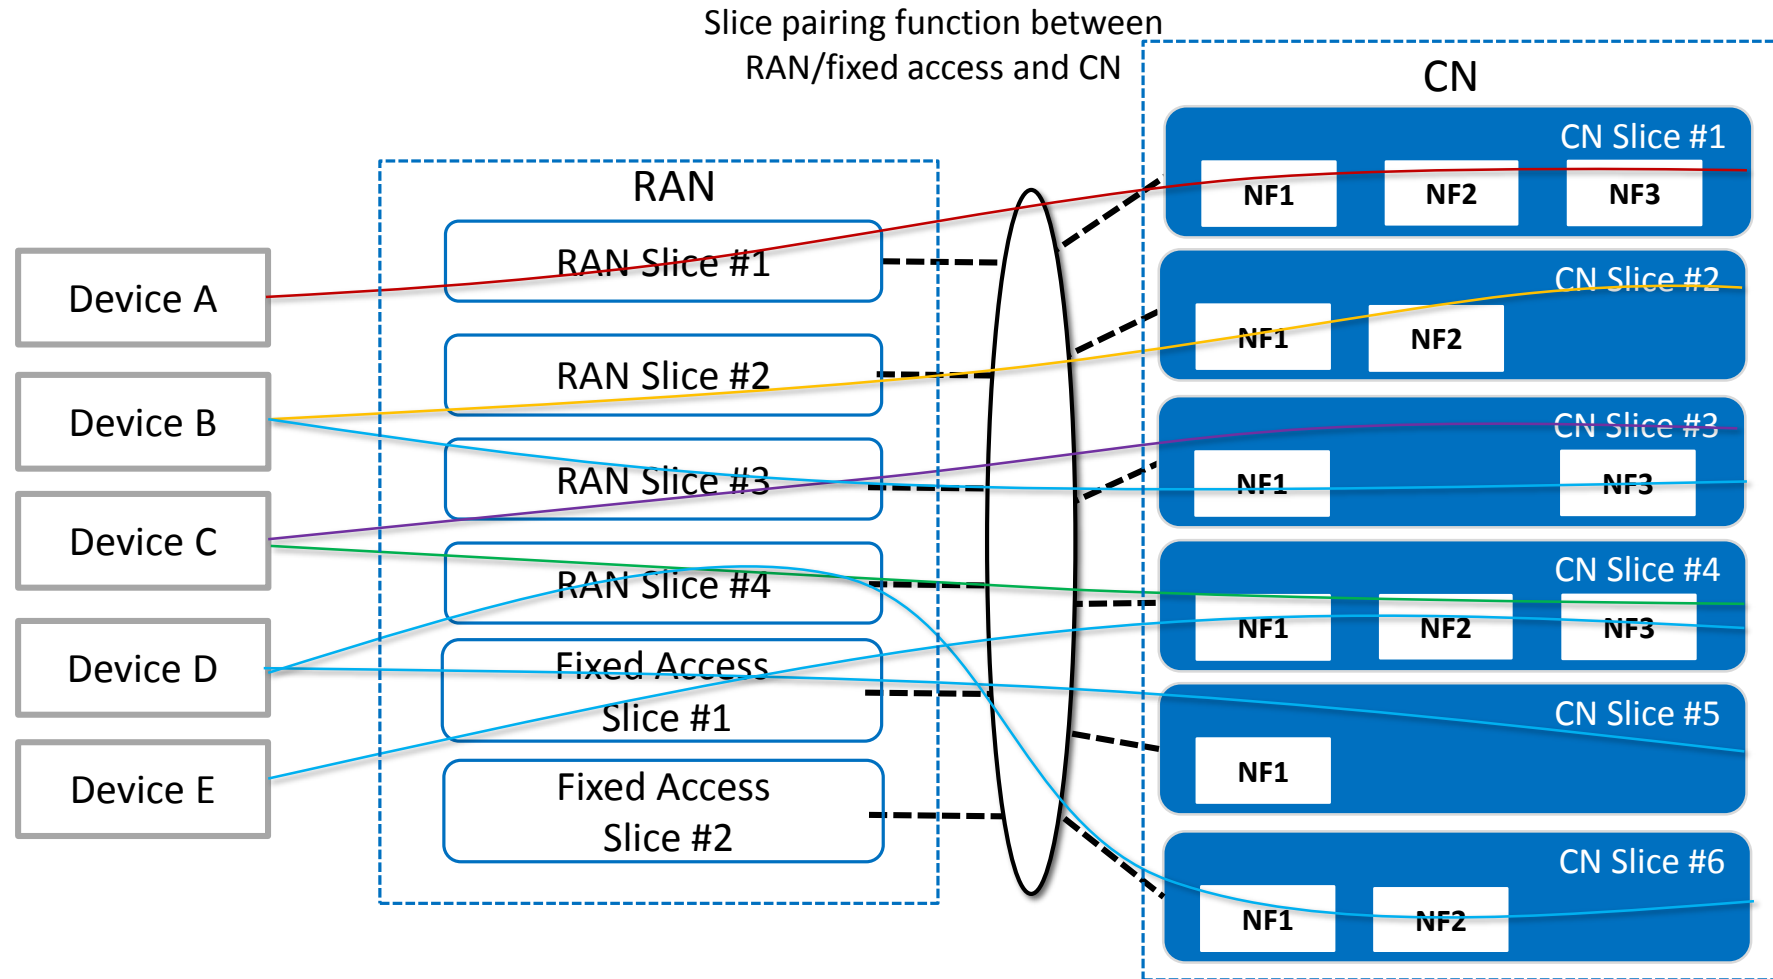 Slice pairing function between
RAN/fixed access and CN
RAN
RAN Slice #1
RAN Slice #2
RAN Slice #3
RAN Slice #4
Fixed Access
Slice #1
Fixed Access
Slice #2
Device A
Device B
Device C
Device D
Device E
CN
CN Slice #1
NF1 NF2 NF3
CN Slice #2
NF1 NF2
CN Slice #3
NF1 NF3
CN Slice #4
NF1 NF2 NF3
CN Slice #5
NF1
CN Slice #6
NF1 NF2